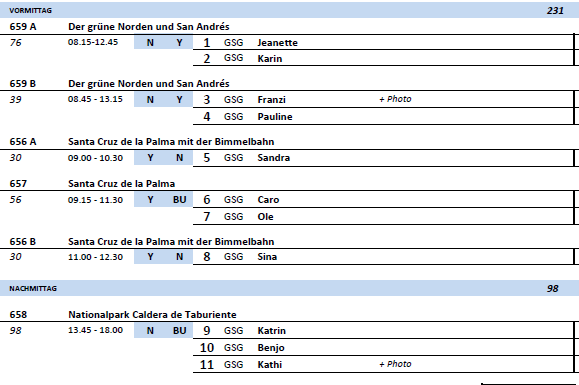 VORMITTAG 231
659 A Der grüne Norden und San Andrés
76 08.15-12.45 N Y 1 GSG Jeanette
2 GSG Karin
659 B Der grüne Norden und San Andrés
39 08.45 - 13.15 N Y 3 GSG Franzi + Photo
4 GSG Pauline
656 A Santa Cruz de la Palma mit der Bimmelbahn
30 09.00 - 10.30 Y N 5 GSG Sandra
657 Santa Cruz de la Palma
56 09.15 - 11.30 Y BU 6 GSG Caro
7 GSG Ole
656 B Santa Cruz de la Palma mit der Bimmelbahn
30 11.00 - 12.30 Y N 8 GSG Sina
NACHMITTAG 98
658 Nationalpark Caldera de Taburiente
98 13.45 - 18.00 N BU 9 GSG Katrin
10 GSG Benjo
11 GSG Kathi + Photo